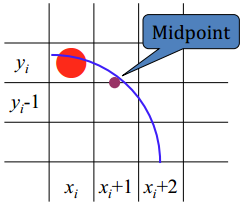 Midpoint
yᵢ
yᵢ-1
xᵢ xᵢ+1 xᵢ+2